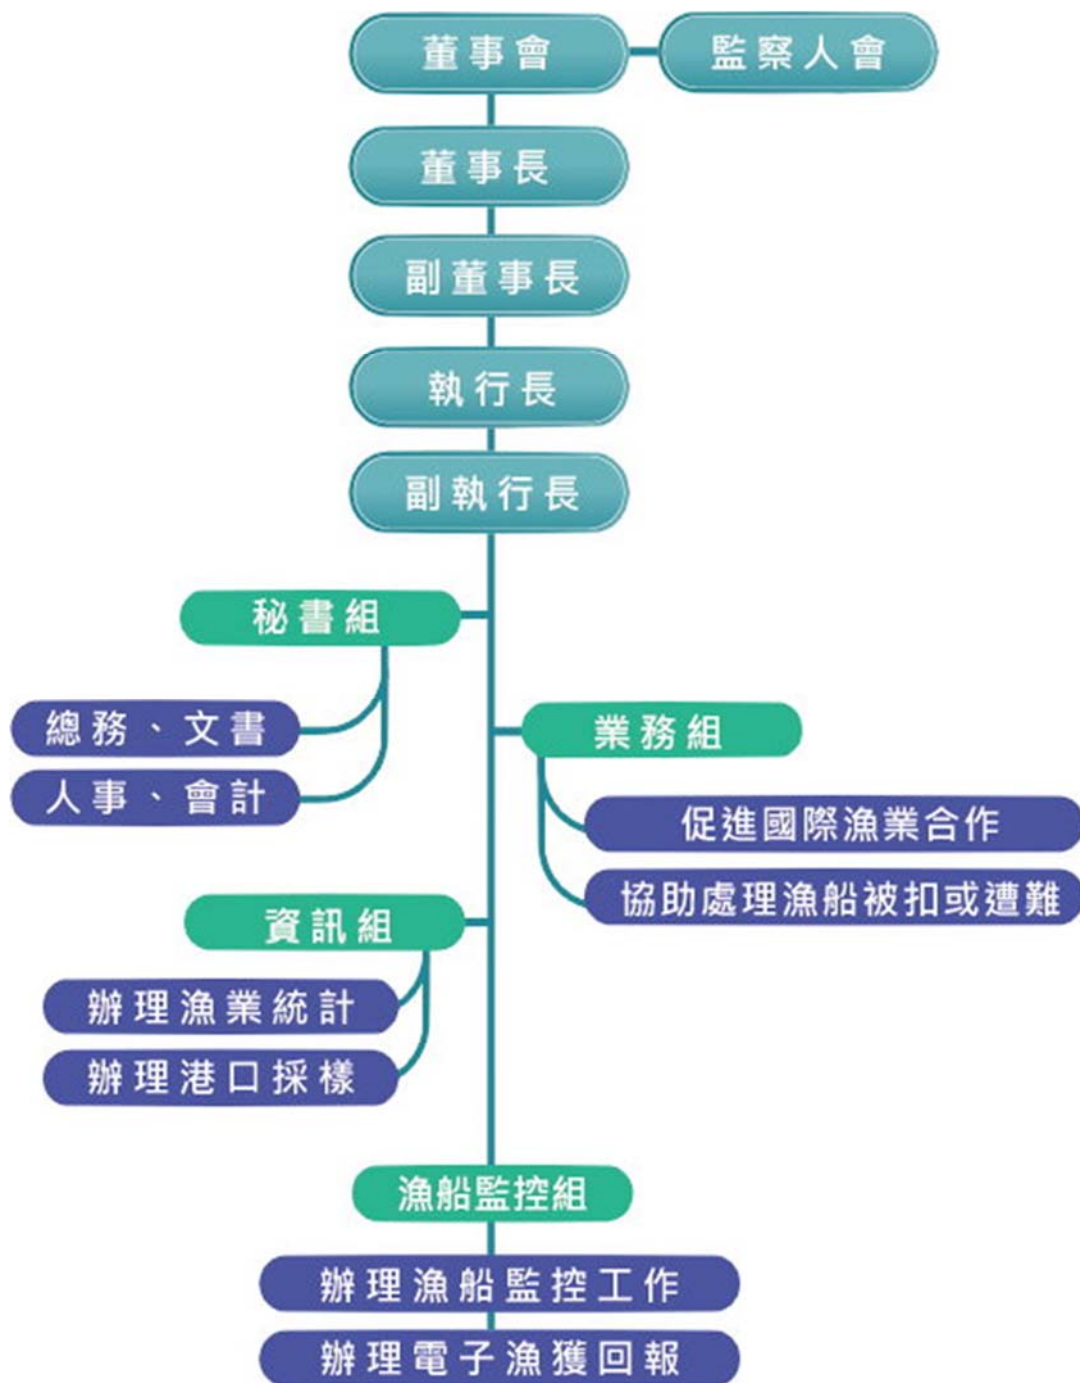 董事會
監察人會
董事長
副董事長
執行長
副執行長
秘書組
總務、文書
人事、會計
業務組
促進國際漁業合作
協助處理漁船被扣或遭難
資訊組
辦理漁業統計
辦理港口採樣
漁船監控組
辦理漁船監控工作
辦理電子漁獲回報